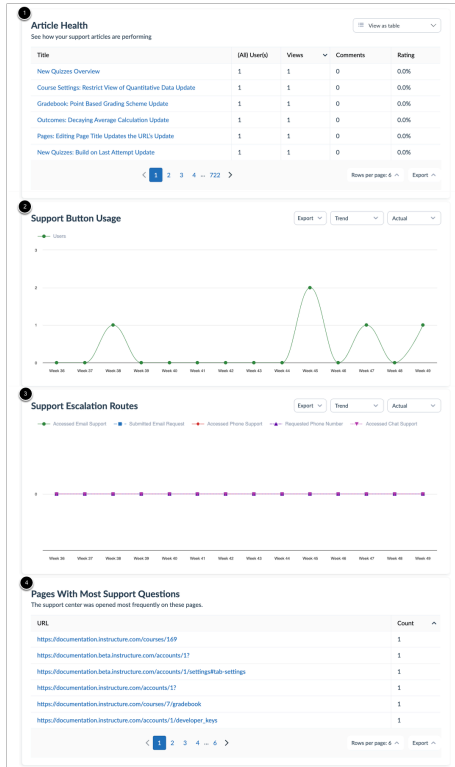 1
Article Health
View as table
See how your support articles are performing
Title (All) User(s) Views Comments Rating
New Quizzes Overview 1 1 0 0.0%
Course Settings: Restrict View of Quantitative Data Update 1 1 0 0.0%
Gradebook: Point Based Grading Scheme Update 1 1 0 0.0%
Outcomes: Decaying Average Calculation Update 1 1 0 0.0%
Pages: Editing Page Title Updates the URL's Update 1 1 0 0.0%
New Quizzes: Build on Last Attempt Update 1 1 0 0.0%
1 2 3 4 ... 722 Rows per page: 6 Export
2
Support Button Usage Export Trend Actual
Users
3
2
1
0
Week 36 Week 37 Week 38 Week 39 Week 40 Week 41 Week 42 Week 43 Week 44 Week 45 Week 46 Week 47 Week 48 Week 49
3
Support Escalation Routes Export Trend Actual
Accessed Email Support Submitted Email Request Accessed Phone Support Requested Phone Number Accessed Chat Support
0
Week 36 Week 37 Week 38 Week 39 Week 40 Week 41 Week 42 Week 43 Week 44 Week 45 Week 46 Week 47 Week 48 Week 49
4
Pages With Most Support Questions
The support center was opened most frequently on these pages.
URL Count
https://documentation.instructure.com/courses/169 1
https://documentation.beta.instructure.com/accounts/1? 1
https://documentation.beta.instructure.com/accounts/1/settings#tab-settings 1
https://documentation.instructure.com/accounts/1? 1
https://documentation.instructure.com/courses/7/gradebook 1
https://documentation.instructure.com/accounts/1/developer_keys 1
1 2 3 4 ... 6 Rows per page: 6 Export